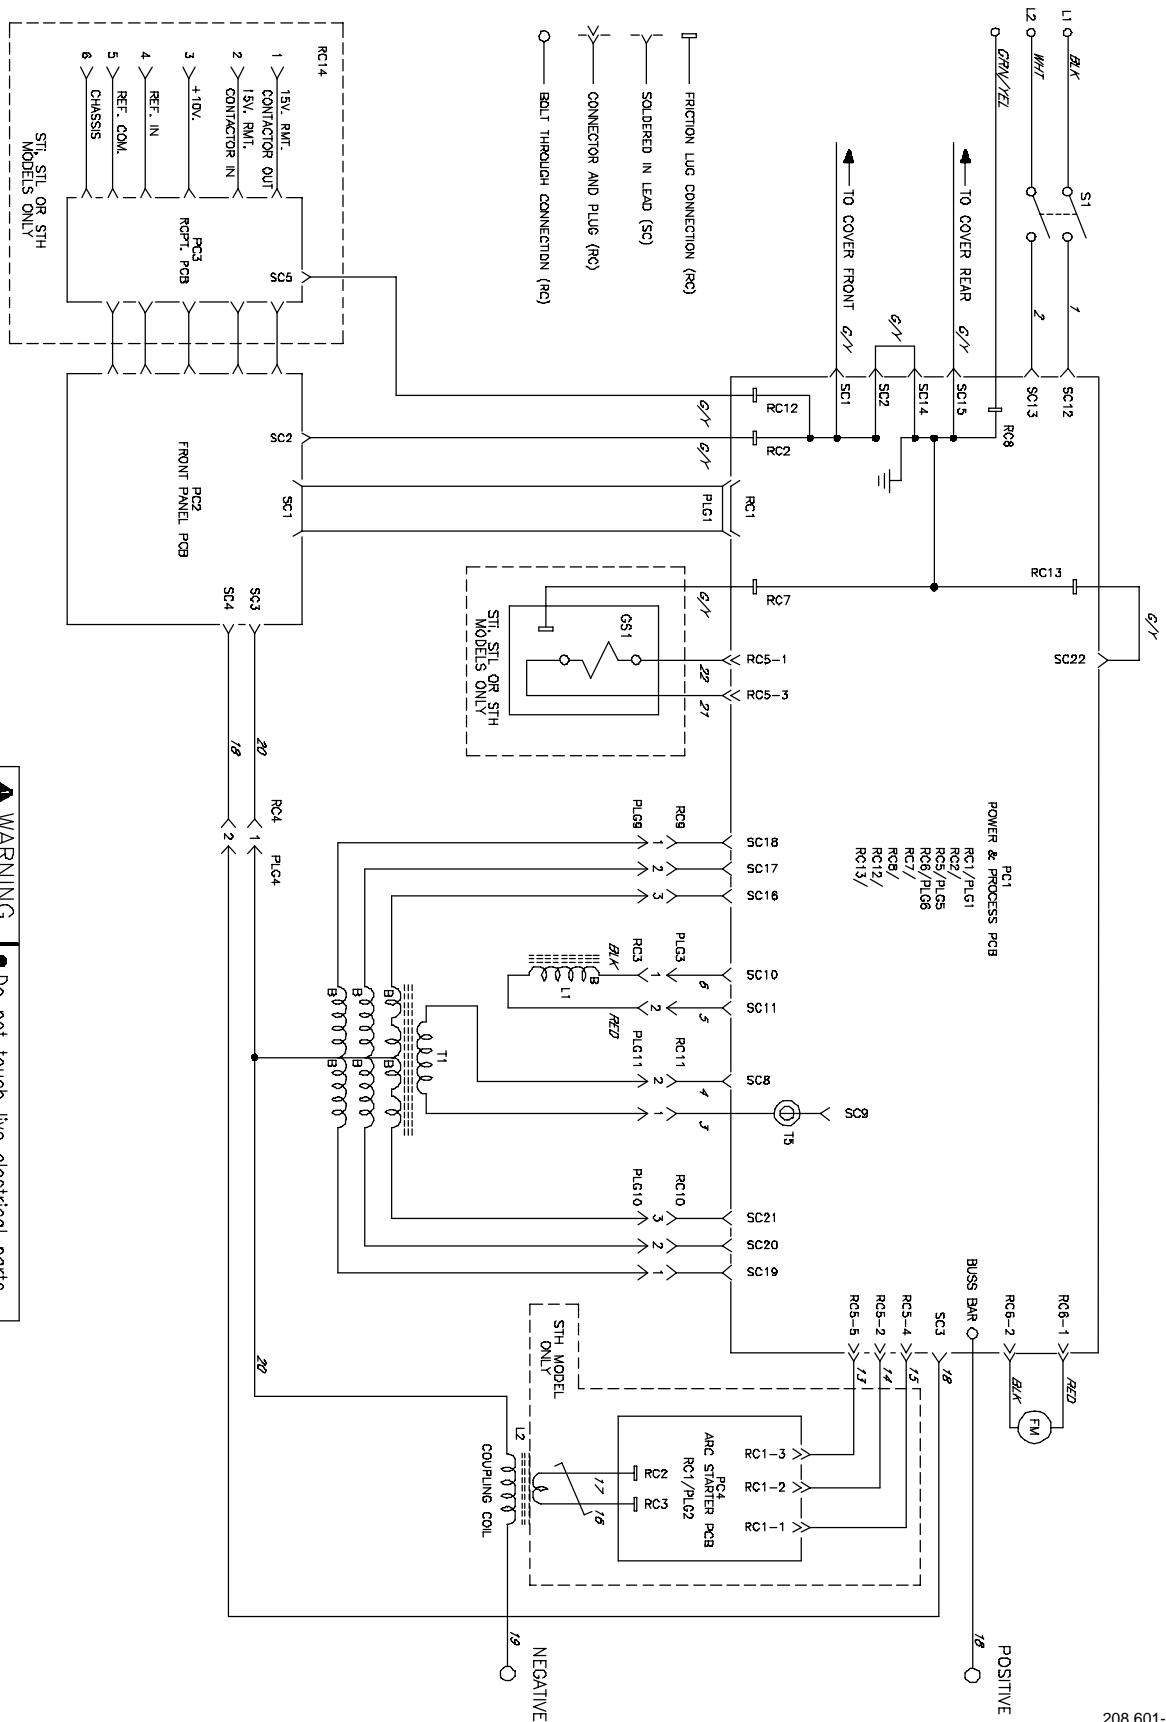 L1
L2
BLK
WHT
GRN/YEL
S1
1
2
TO COVER REAR
TO COVER FRONT
G/Y
G/Y
G/Y
FRICTION LUG CONNECTION (RC)
SOLDERED IN LEAD (SC)
CONNECTOR AND PLUG (RC)
BOLT THROUGH CONNECTION (RC)
RC14
1
2
3
4
5
6
15V. RMT.
CONTACTOR OUT
15V. RMT.
CONTACTOR IN
+10V.
REF. IN
REF. COM.
CHASSIS
STi, STL OR STH
MODELS ONLY
PC3
RCPT. PCB
SC5
SC12
SC13
SC15
SC14
SC2
SC1
RC8
RC12
RC2
G/Y
G/Y
SC2
PC2
FRONT PANEL PCB
SC1
PLG1
RC1
SC3
SC4
RC13
G/Y
SC22
RC7
G/Y
GS1
STi, STL OR STH
MODELS ONLY
22
21
RC5-1
RC5-3
20
18
RC4
1
2
PLG4
PC1
POWER & PROCESS PCB
RC1/PLG1
RC2/
RC5/PLG5
RC6/PLG6
RC7/
RC8/
RC12/
RC13/
PLG9
RC9
1
2
3
SC18
SC17
SC16
BLK
RC3
PLG3
1
6
SC10
B
L1
2
5
SC11
RED
PLG11
RC11
2
4
SC8
1
3
SC9
T5
T1
B
B
B
B
B
B
PLG10
RC10
3
2
1
SC21
SC20
SC19
BUSS BAR
RC6-1
RC6-2
SC3
RC5-4
RC5-2
RC5-5
18
15
14
13
RED
BLK
FM
STH MODEL
ONLY
PC4
ARC STARTER PCB
RC1/PLG2
RC1-3
RC1-2
RC1-1
RC2
RC3
17
16
20
L2
COUPLING COIL
19
NEGATIVE
18
POSITIVE
WARNING
Do not touch live electrical parts.
208 601-